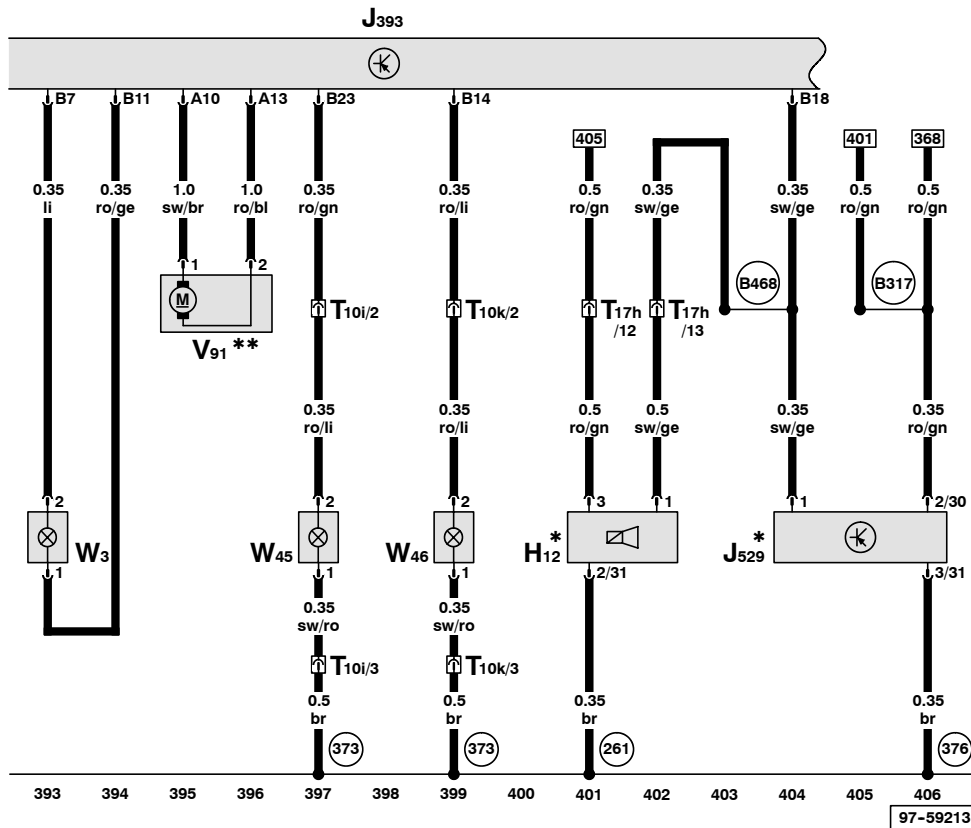 J393
B7 B11 A10 A13 B23 B14 B18
405 401 368
0.35 0.35 1.0 1.0 0.35 0.35 0.5 0.35 0.35 0.5 0.5
li ro/ge sw/br ro/bl ro/gn ro/li ro/gn sw/ge sw/ge ro/gn ro/gn
1 2
B468 B317
M
T10i/2 T10k/2 T17h T17h
/12 /13
V91 **
0.35 0.35 0.5 0.5 0.35 0.35
ro/li ro/li ro/gn sw/ge sw/ge ro/gn
2 2 2 3 1 1 2/30
W3 W45 W46 H12 * J529 *
1 1 1 2/31 3/31
0.35 0.35
sw/ro sw/ro
T10i/3 T10k/3
0.5 0.5 0.35 0.35
br br br br
373 373 261 376
393 394 395 396 397 398 399 400 401 402 403 404 405 406
97-59213